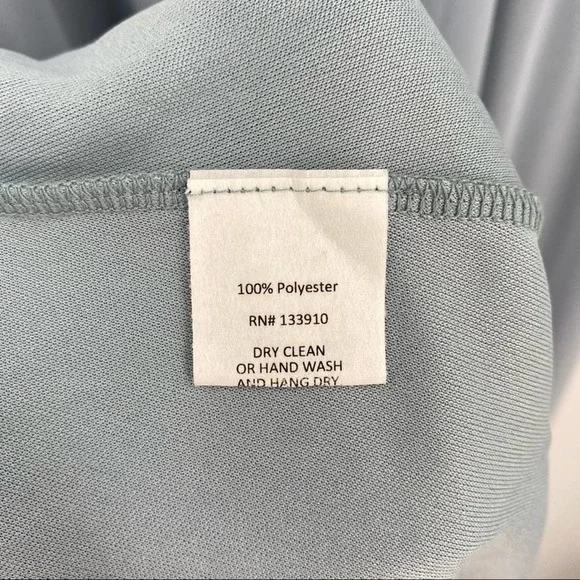 100% Polyester
RN# 133910
DRY CLEAN
OR HAND WASH
AND HANG DRY